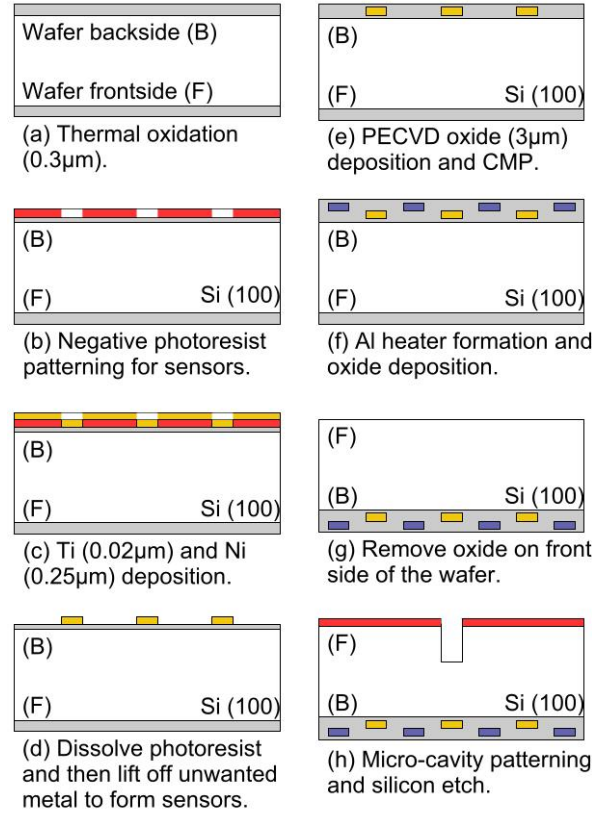 Wafer backside (B)
Wafer frontside (F)
(a) Thermal oxidation
(0.3µm).
(B)
(F) Si (100)
(b) Negative photoresist
patterning for sensors.
(B)
(F) Si (100)
(c) Ti (0.02µm) and Ni
(0.25µm) deposition.
(B)
(F) Si (100)
(d) Dissolve photoresist
and then lift off unwanted
metal to form sensors.
(B)
(F) Si (100)
(e) PECVD oxide (3µm)
deposition and CMP.
(B)
(F) Si (100)
(f) Al heater formation and
oxide deposition.
(F)
(B) Si (100)
(g) Remove oxide on front
side of the wafer.
(F)
(B) Si (100)
(h) Micro-cavity patterning
and silicon etch.